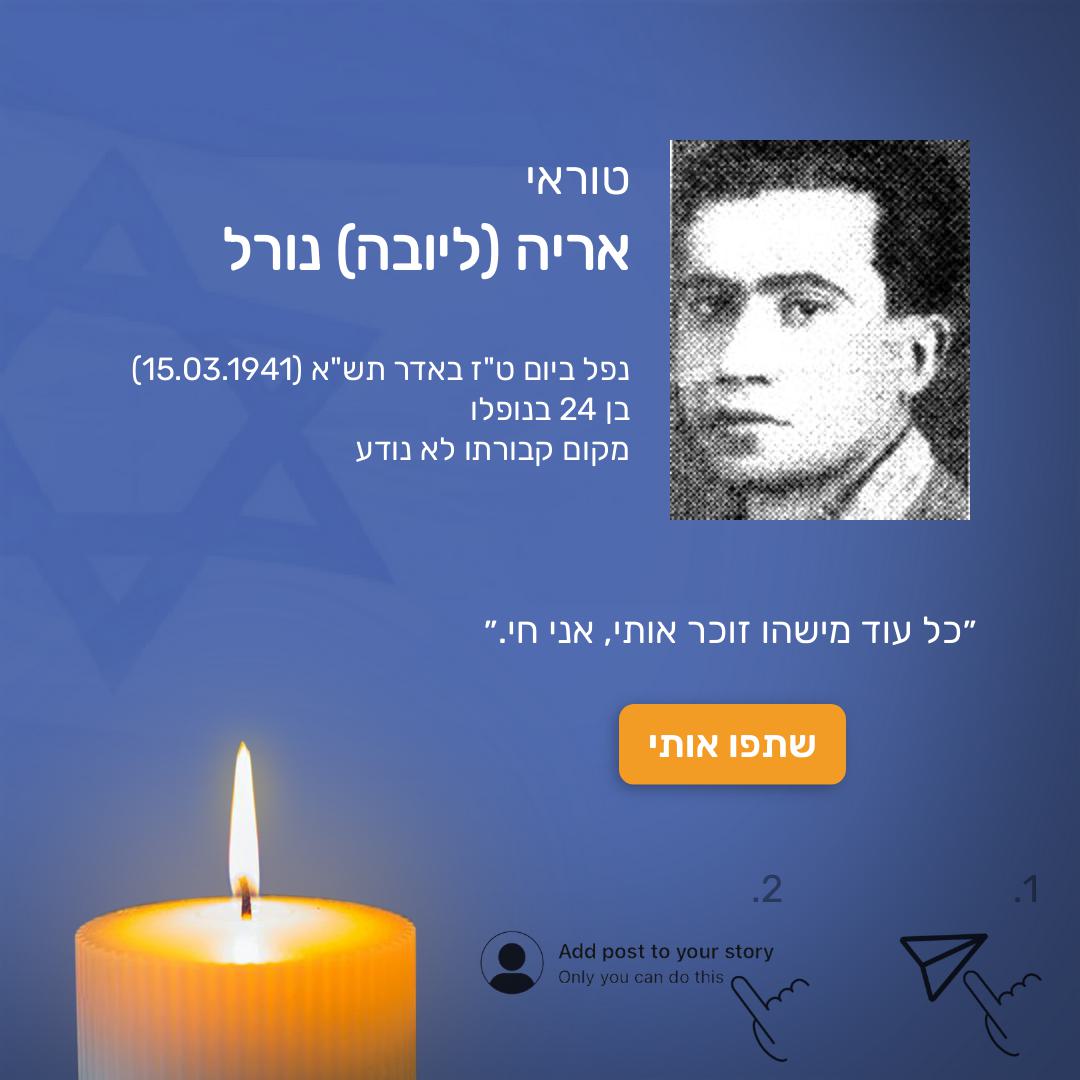 טוראי
אריה (ליובה) נורל
נפל ביום ט"ז באדר תש"א (15.03.1941)
בן 24 בנופלו
מקום קבורתו לא נודע
״כל עוד מישהו זוכר אותי, אני חי.״
שתפו אותי
1.
2.
Add post to your story
Only you can do this